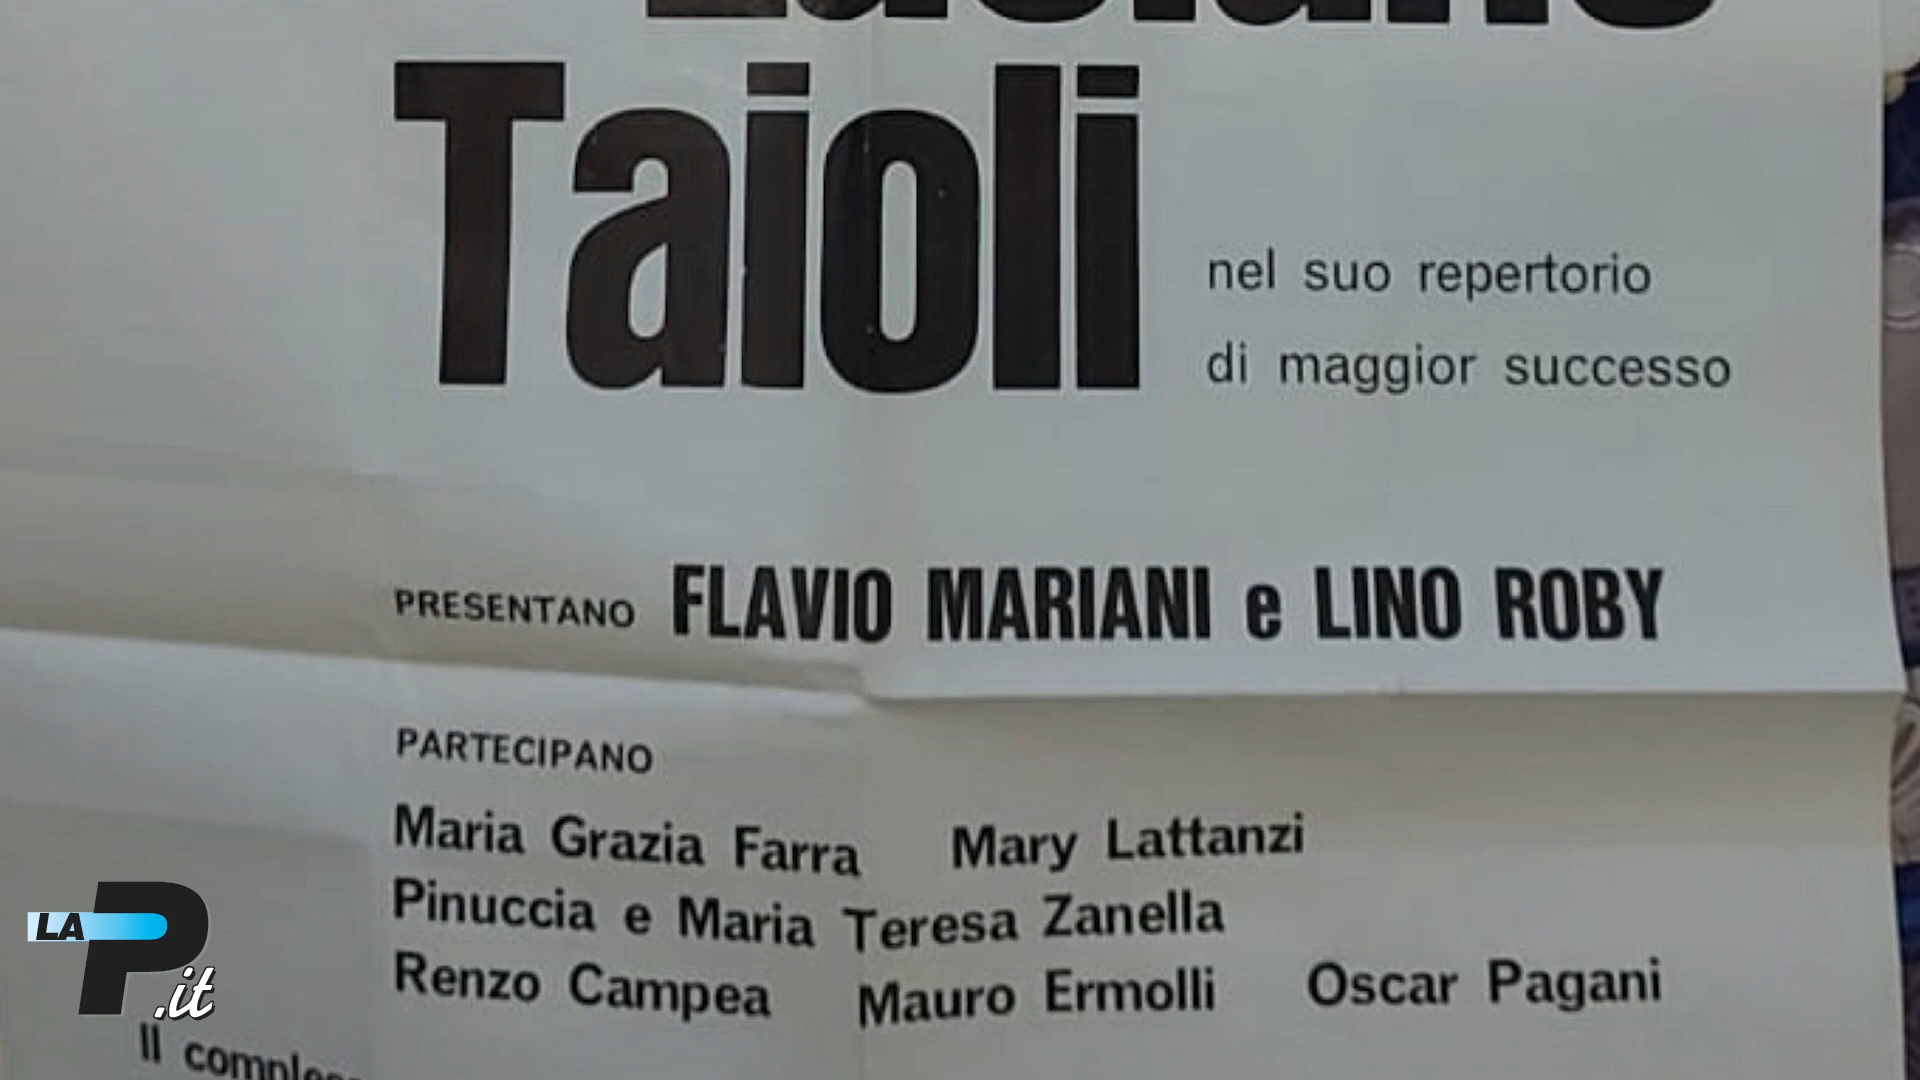 Taioli
nel suo repertorio
di maggior successo
PRESENTANO FLAVIO MARIANI e LINO ROBY
PARTECIPANO
Maria Grazia Farra Mary Lattanzi
Pinuccia e Maria Teresa Zanella
Renzo Campea Mauro Ermolli Oscar Pagani
LA P.it
Il